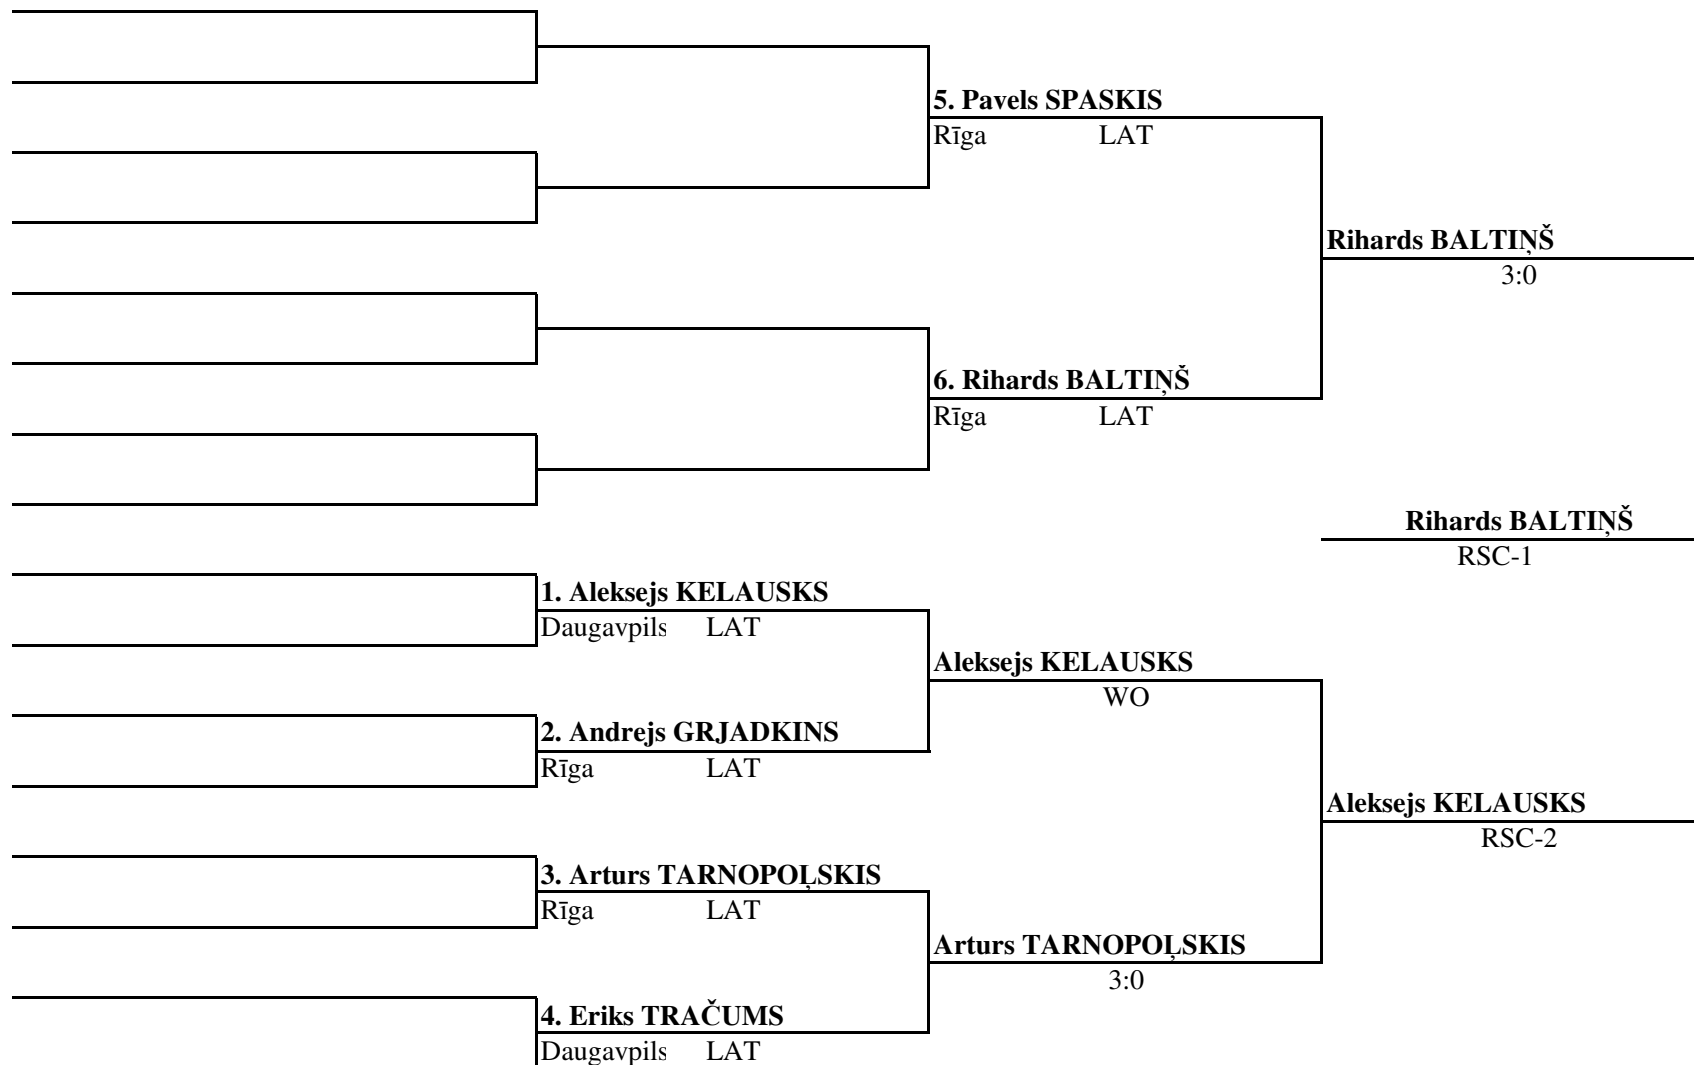 5. Pavels SPASKIS
Rīga LAT
Rihards BALTIŅŠ
3:0
6. Rihards BALTIŅŠ
Rīga LAT
Rihards BALTIŅŠ
RSC-1
1. Aleksejs KELAUSKS
Daugavpils LAT
Aleksejs KELAUSKS
WO
2. Andrejs GRJADKINS
Rīga LAT
Aleksejs KELAUSKS
RSC-2
3. Arturs TARNOPOĻSKIS
Rīga LAT
Arturs TARNOPOĻSKIS
3:0
4. Eriks TRAČUMS
Daugavpils LAT